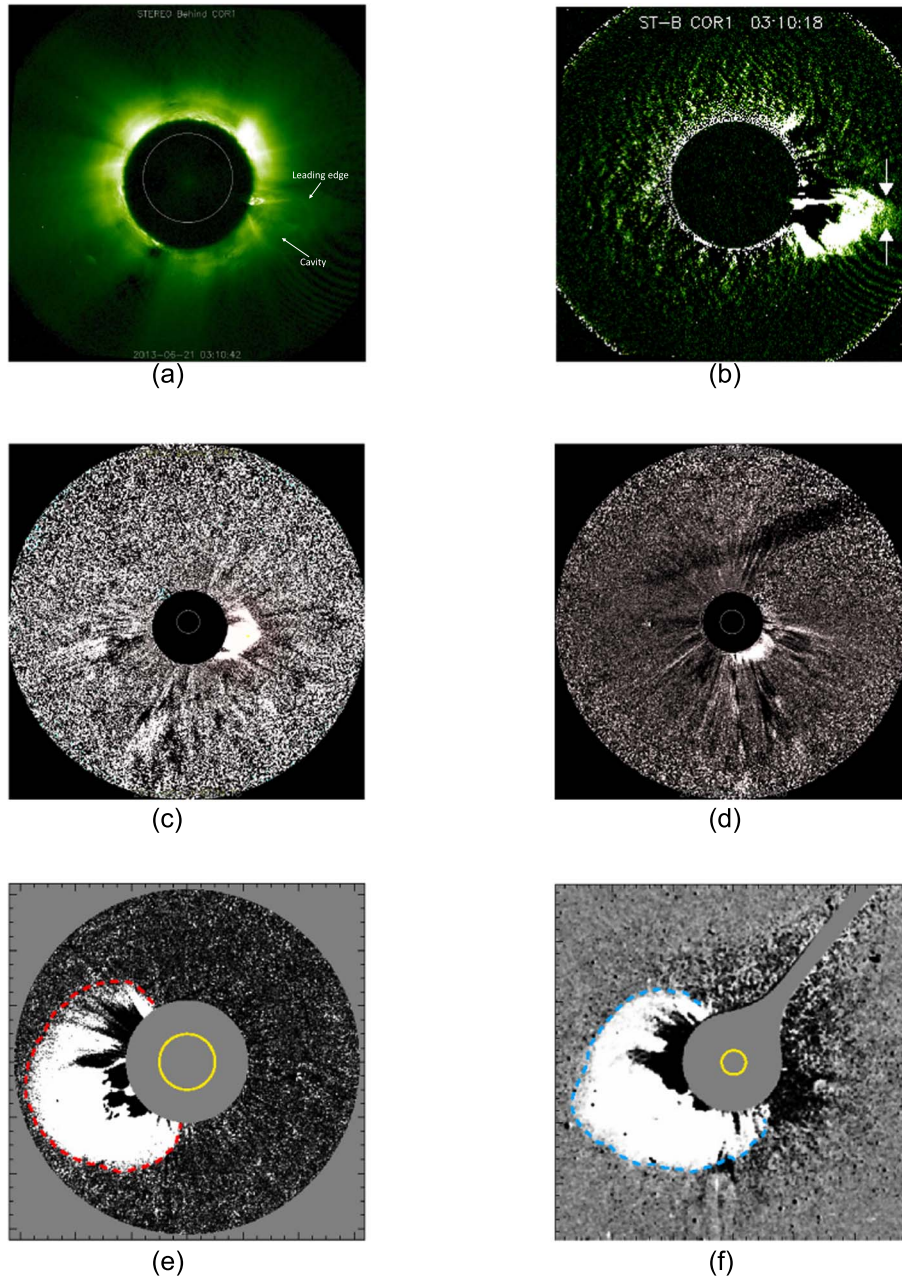 STEREO Behind COR1
ST-B COR1 03:10:18
Leading edge
Cavity
2013-06-21 03:10:42
(a)
(b)
(c)
(d)
(e)
(f)